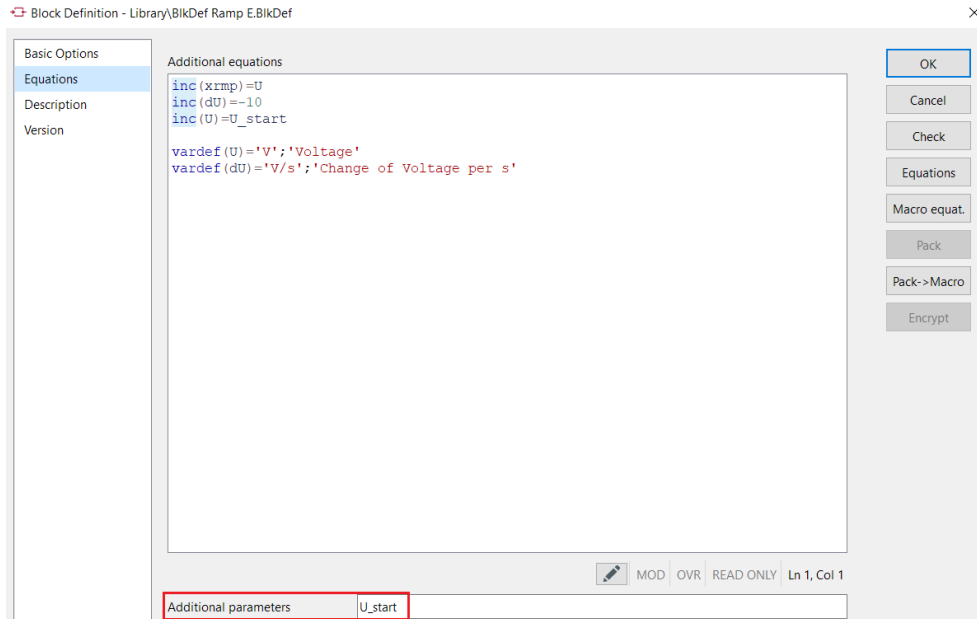 Block Definition - Library\BlkDef Ramp E.BlkDef
Basic Options
Equations
Description
Version
Additional equations
inc(xrmp)=U
inc(dU)=-10
inc(U)=U_start
vardef(U)='V';'Voltage'
vardef(dU)='V/s';'Change of Voltage per s'
MOD OVR READ ONLY Ln 1, Col 1
Additional parameters U_start
OK
Cancel
Check
Equations
Macro equat.
Pack
Pack->Macro
Encrypt